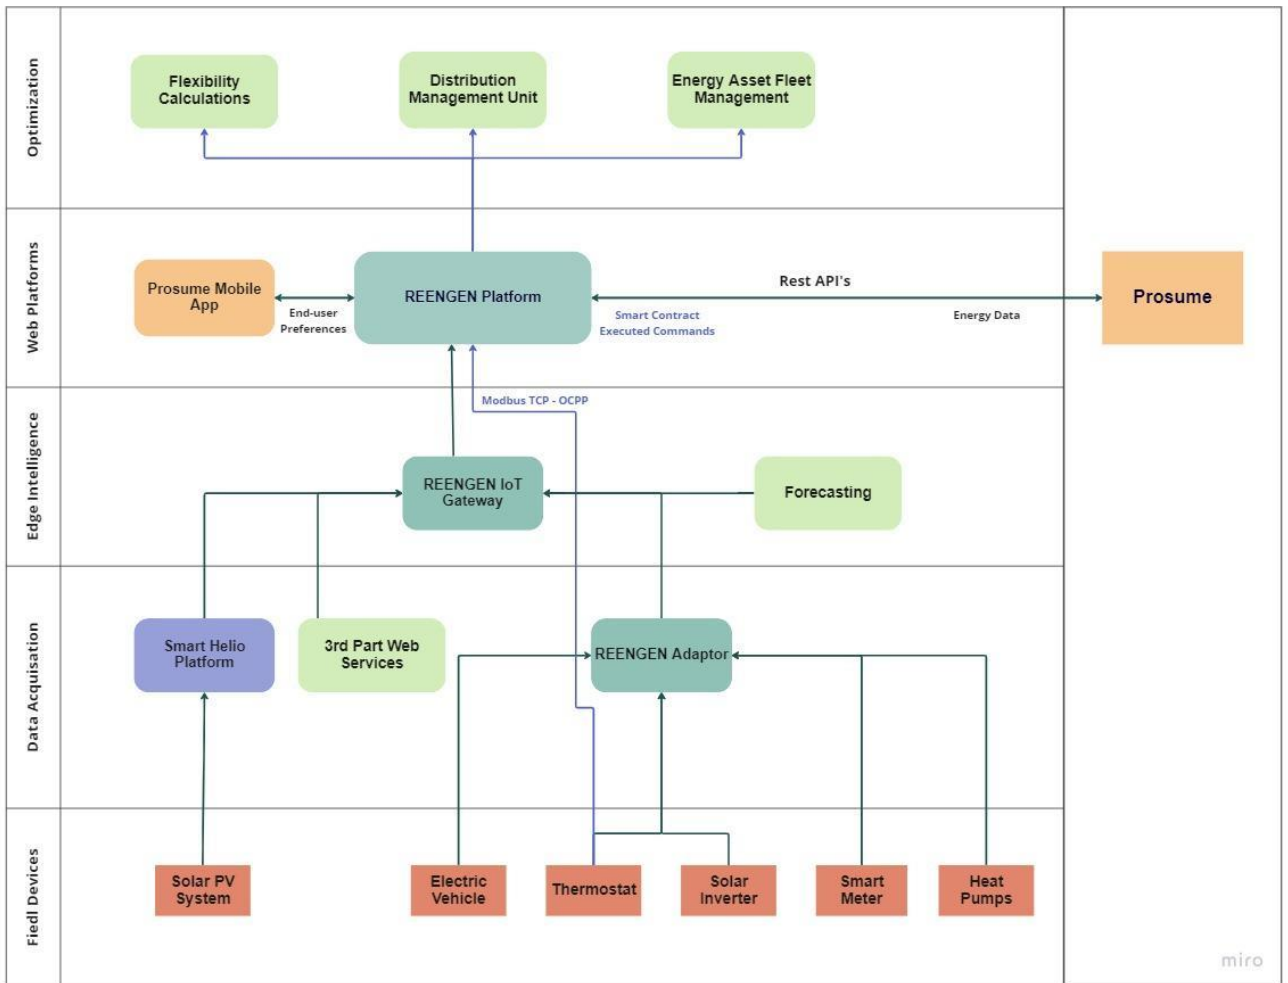 Optimization
Flexibility
Calculations
Distribution
Management Unit
Energy Asset Fleet
Management
Web Platforms
Prosume Mobile
App
End-user
Preferences
REENGEN Platform
Rest API's
Smart Contract
Executed Commands
Energy Data
Prosume
Edge Intelligence
Modbus TCP - OCPP
REENGEN IoT
Gateway
Forecasting
Data Acquisation
Smart Helio
Platform
3rd Part Web
Services
REENGEN Adaptor
Fiedl Devices
Solar PV
System
Electric
Vehicle
Thermostat
Solar
Inverter
Smart
Meter
Heat
Pumps
miro